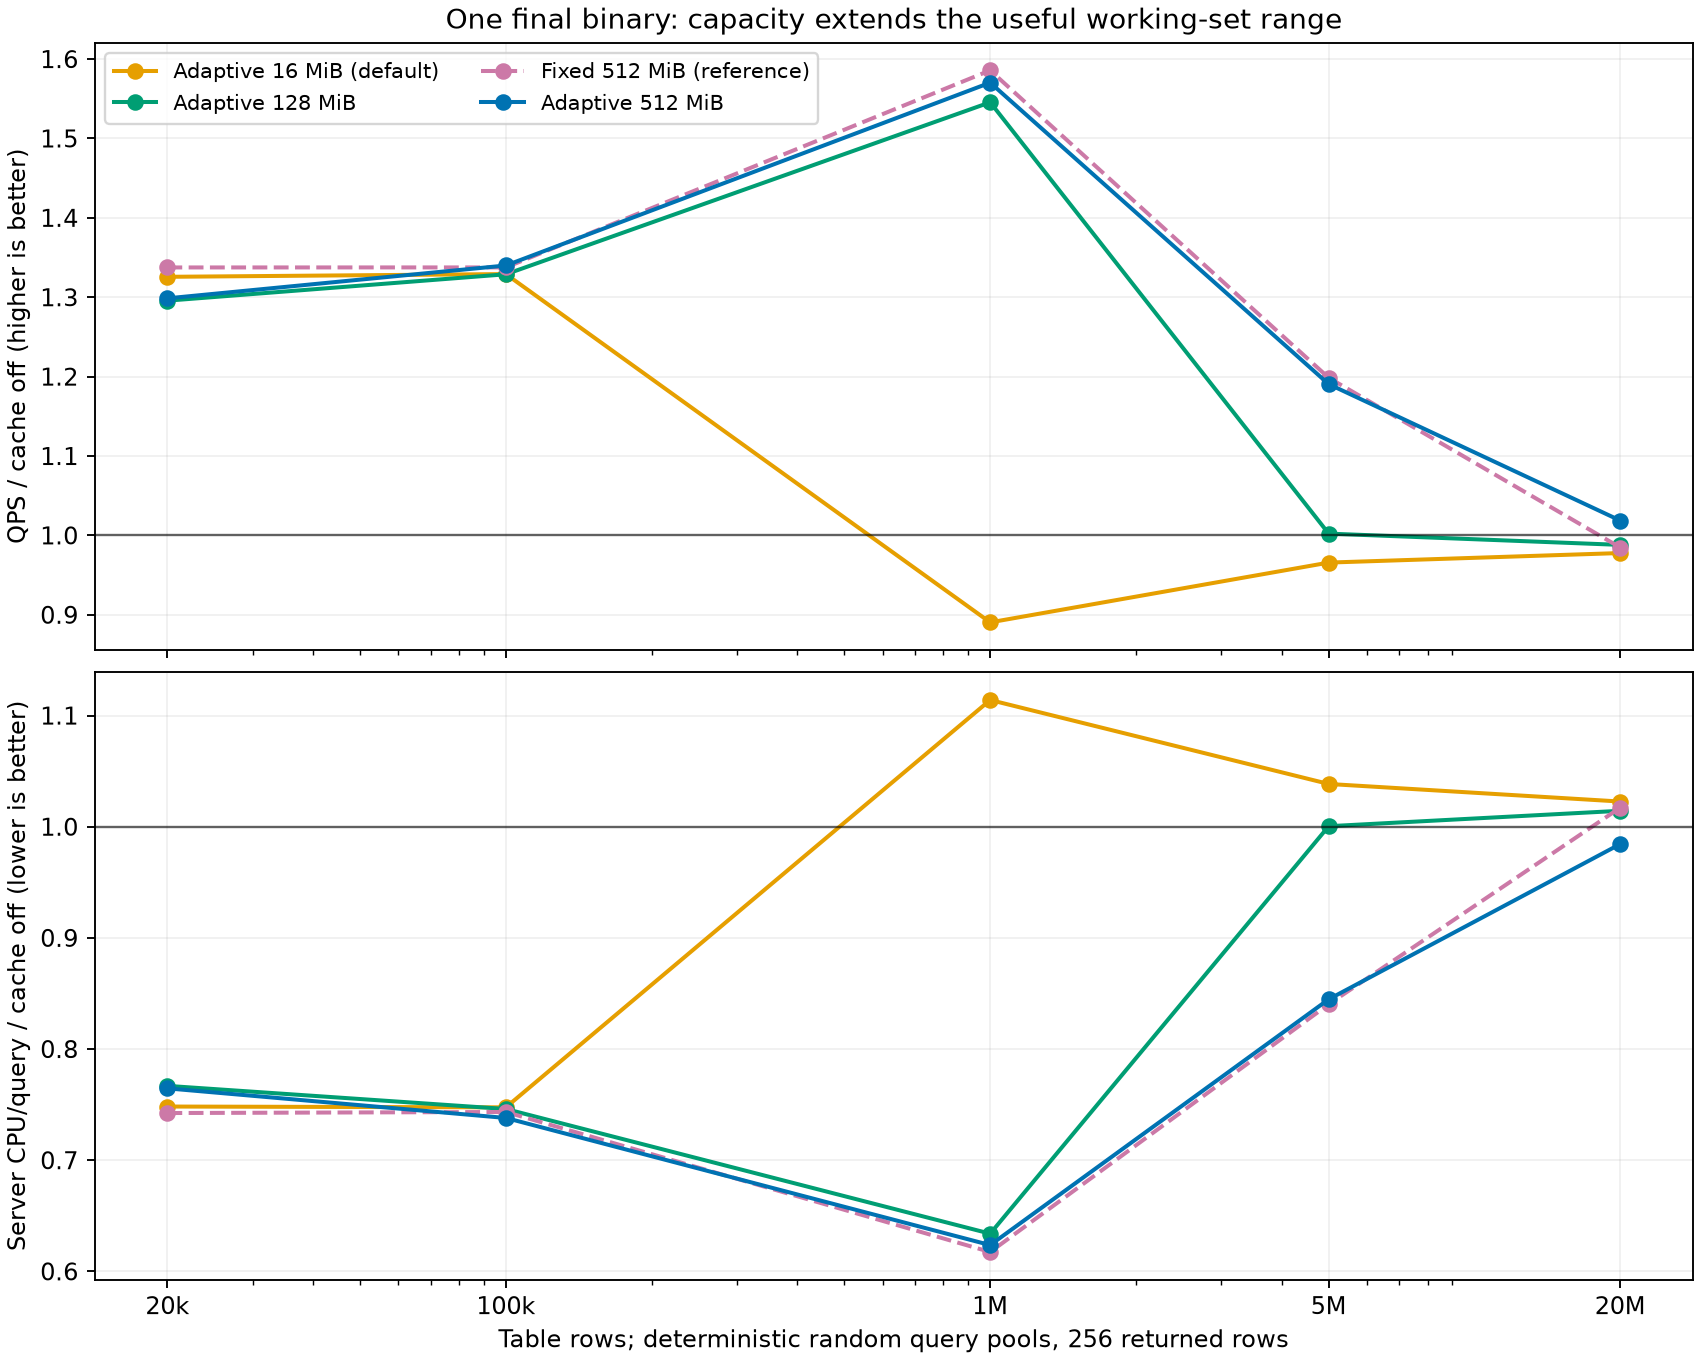 One final binary: capacity extends the useful working-set range
Adaptive 16 MiB (default)
Adaptive 128 MiB
Fixed 512 MiB (reference)
Adaptive 512 MiB
QPS / cache off (higher is better)
1.6
1.5
1.4
1.3
1.2
1.1
1.0
0.9
Server CPU/query / cache off (lower is better)
1.1
1.0
0.9
0.8
0.7
0.6
20k
100k
1M
5M
20M
Table rows; deterministic random query pools, 256 returned rows